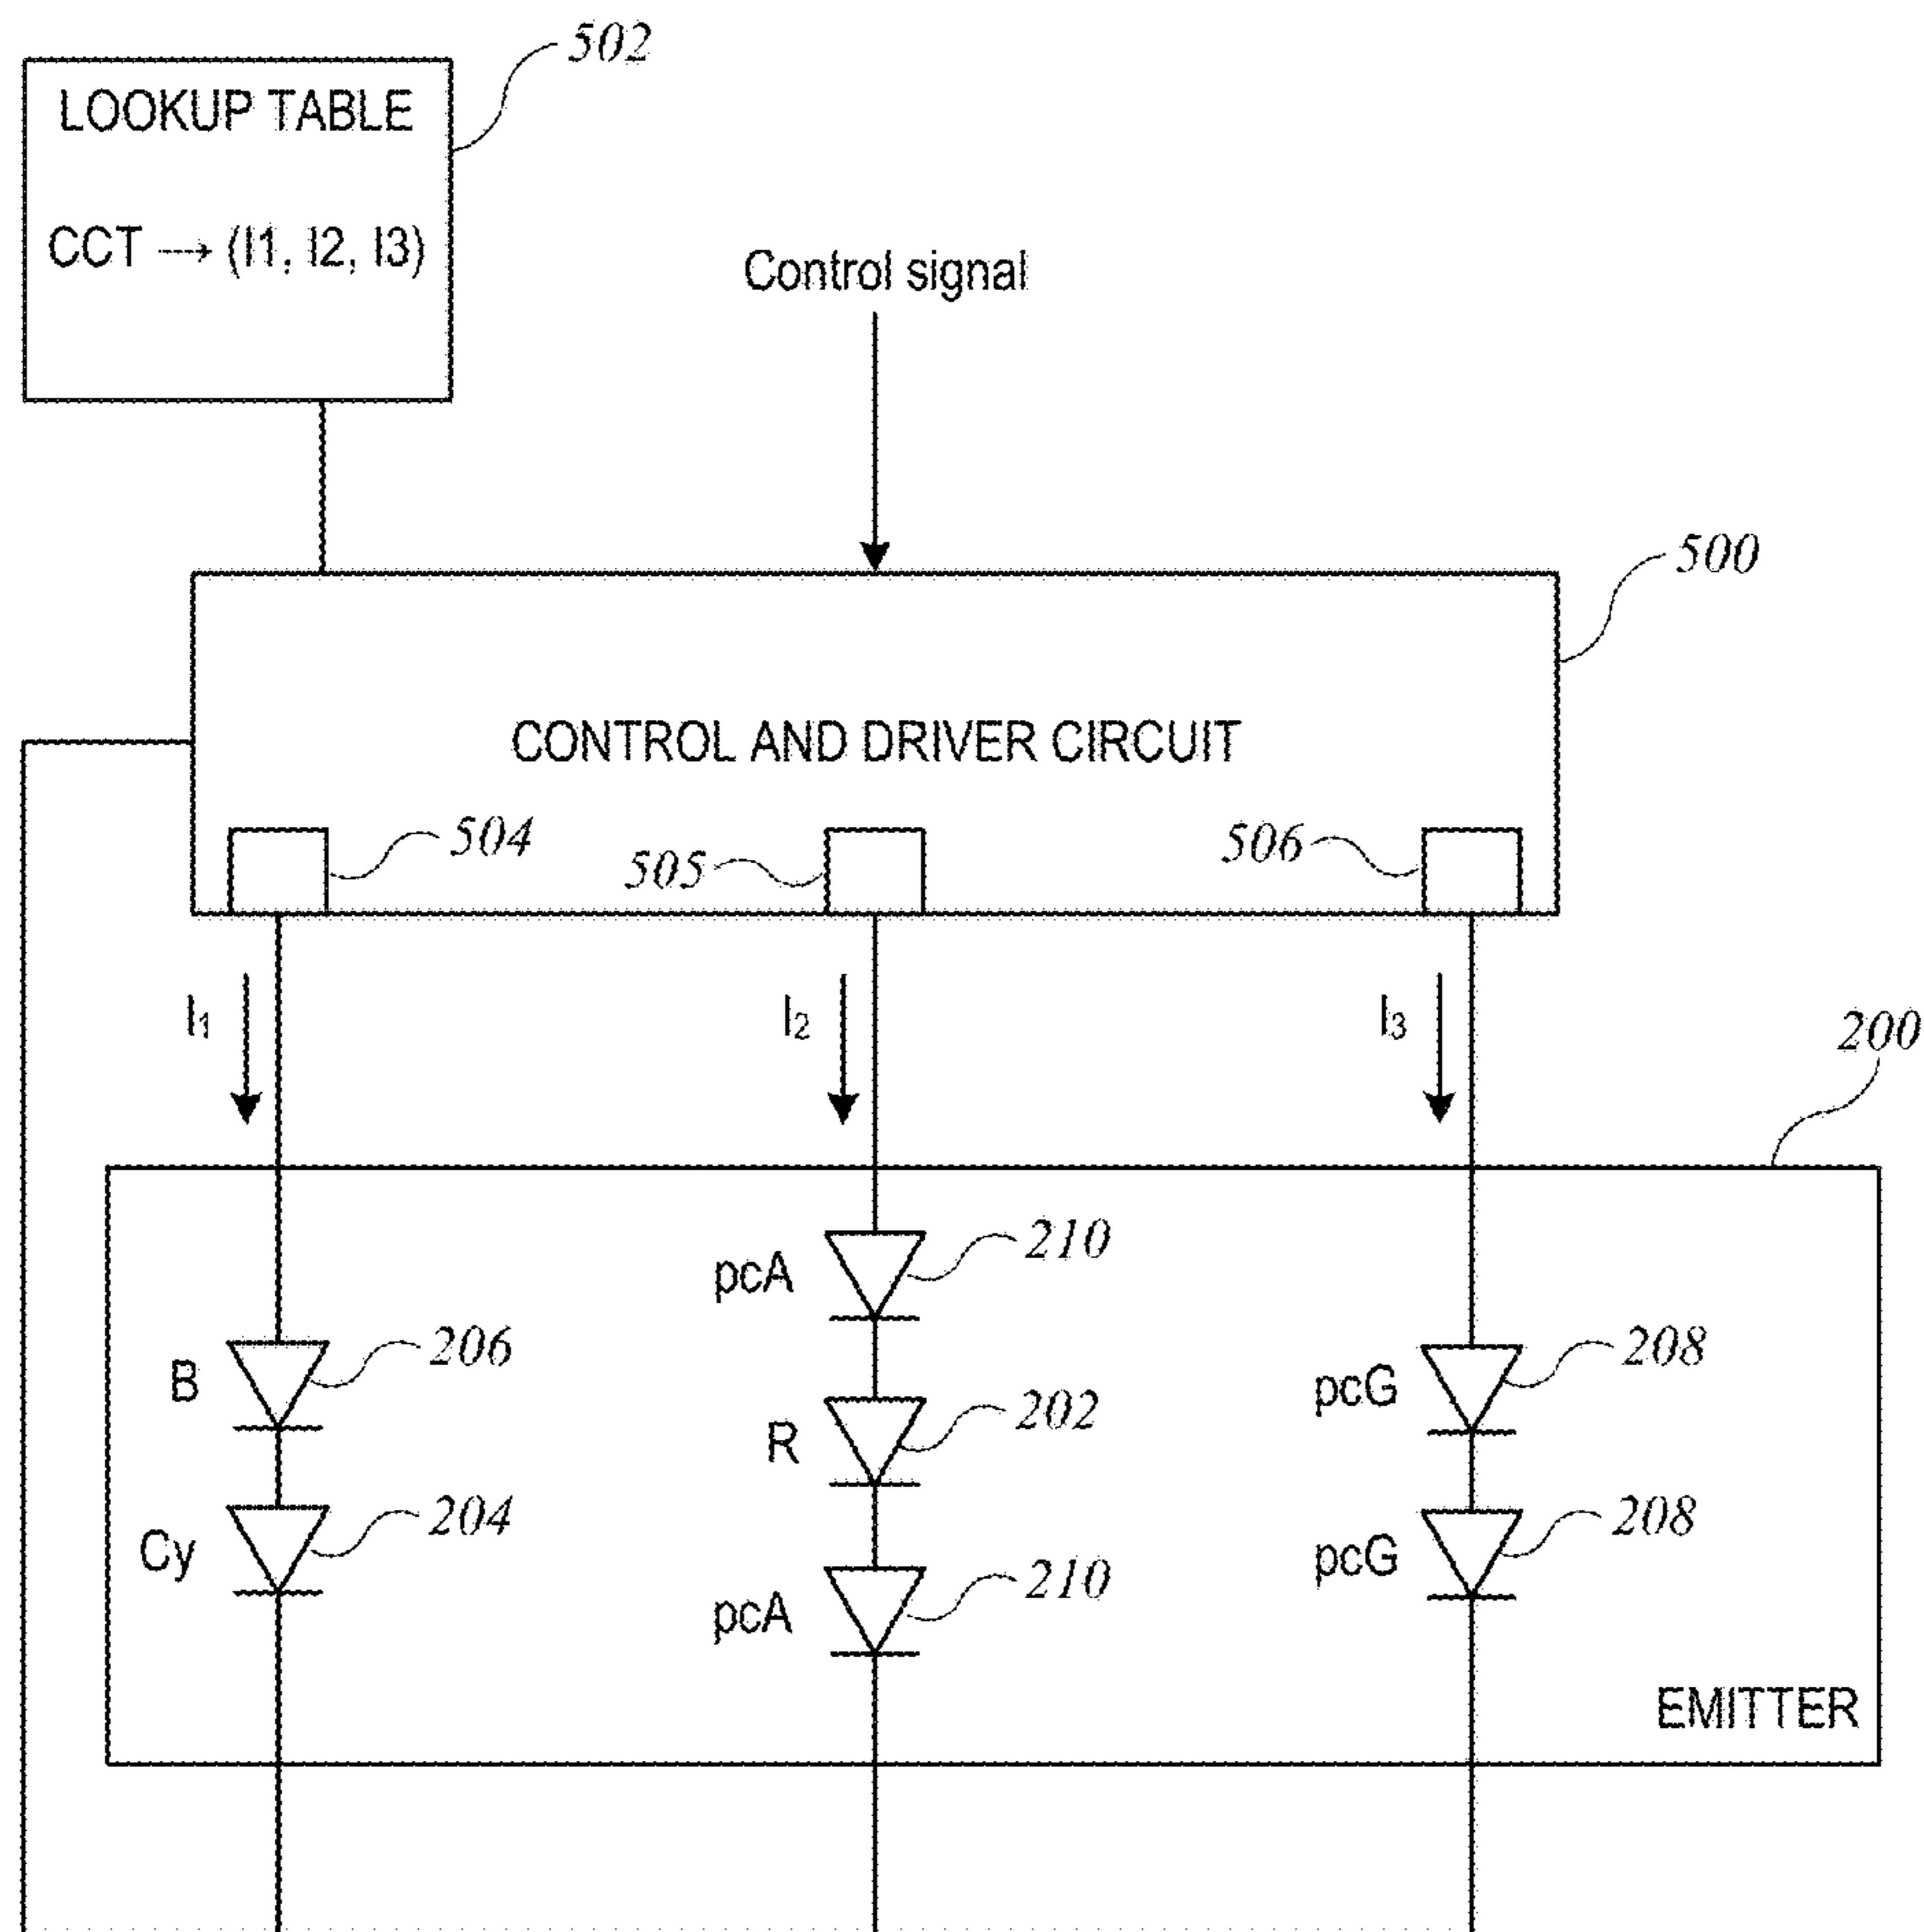 502
LOOKUP TABLE
CCT → (I1, I2, I3)
Control signal
500
CONTROL AND DRIVER CIRCUIT
504
505
506
I₁
I₂
I₃
200
pcA
210
B
206
R
202
pcG
208
Cy
204
pcA
210
pcG
208
EMITTER